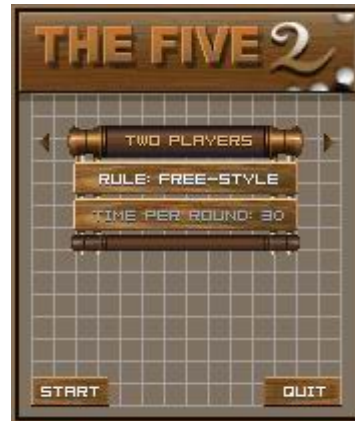 THE FIVE 2
TWO PLAYERS
RULE: FREE-STYLE
TIME PER ROUND: 30
START
QUIT